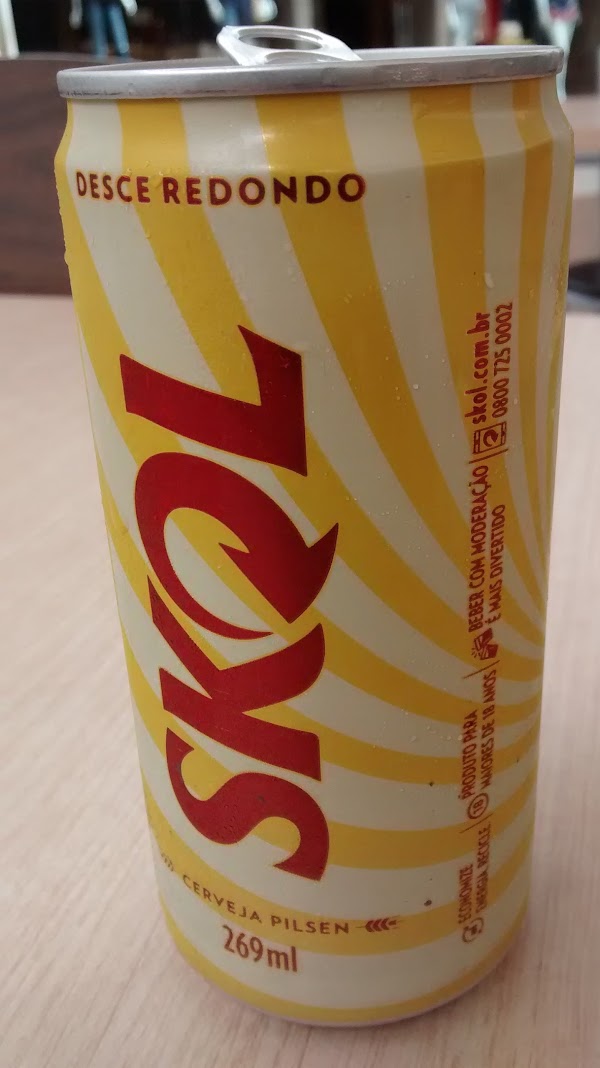 DESCE REDONDO
SKOL
CERVEJA PILSEN
269ml
ECONOMIZE
ENERGIA, RECICLE
18
PRODUTO PARA
MAIORES DE 18 ANOS
BEBER COM MODERAÇÃO
É MAIS DIVERTIDO
skol.com.br
0800 725 0002